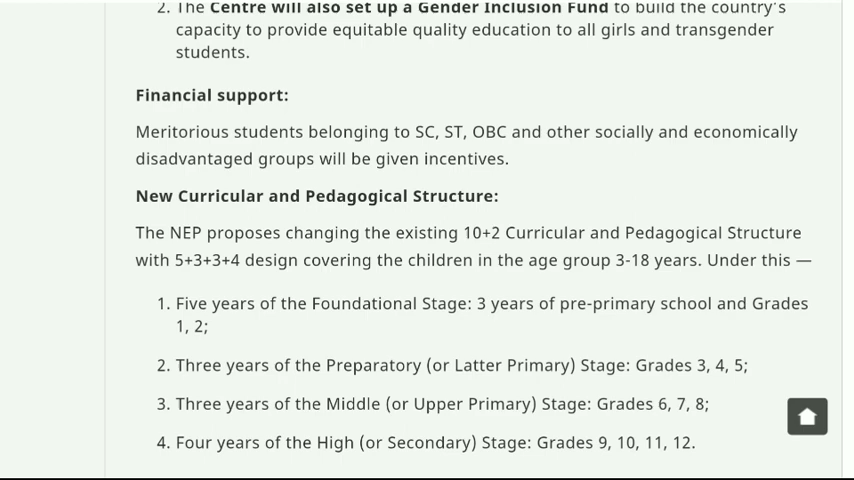 2. The Centre will also set up a Gender Inclusion Fund to build the country's
capacity to provide equitable quality education to all girls and transgender
students.
Financial support:
Meritorious students belonging to SC, ST, OBC and other socially and economically
disadvantaged groups will be given incentives.
New Curricular and Pedagogical Structure:
The NEP proposes changing the existing 10+2 Curricular and Pedagogical Structure
with 5+3+3+4 design covering the children in the age group 3-18 years. Under this —
1. Five years of the Foundational Stage: 3 years of pre-primary school and Grades
1, 2;
2. Three years of the Preparatory (or Latter Primary) Stage: Grades 3, 4, 5;
3. Three years of the Middle (or Upper Primary) Stage: Grades 6, 7, 8;
4. Four years of the High (or Secondary) Stage: Grades 9, 10, 11, 12.